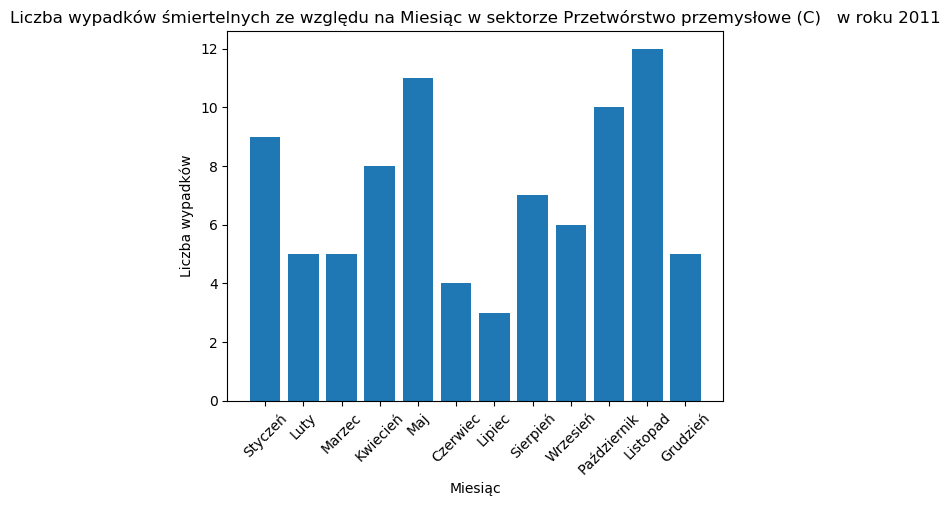 Liczba wypadków śmiertelnych ze względu na Miesiąc w sektorze Przetwórstwo przemysłowe (C)   w roku 2011
12
10
8
6
4
2
0
Liczba wypadków
Styczeń
Luty
Marzec
Kwiecień
Maj
Czerwiec
Lipiec
Sierpień
Wrzesień
Październik
Listopad
Grudzień
Miesiąc